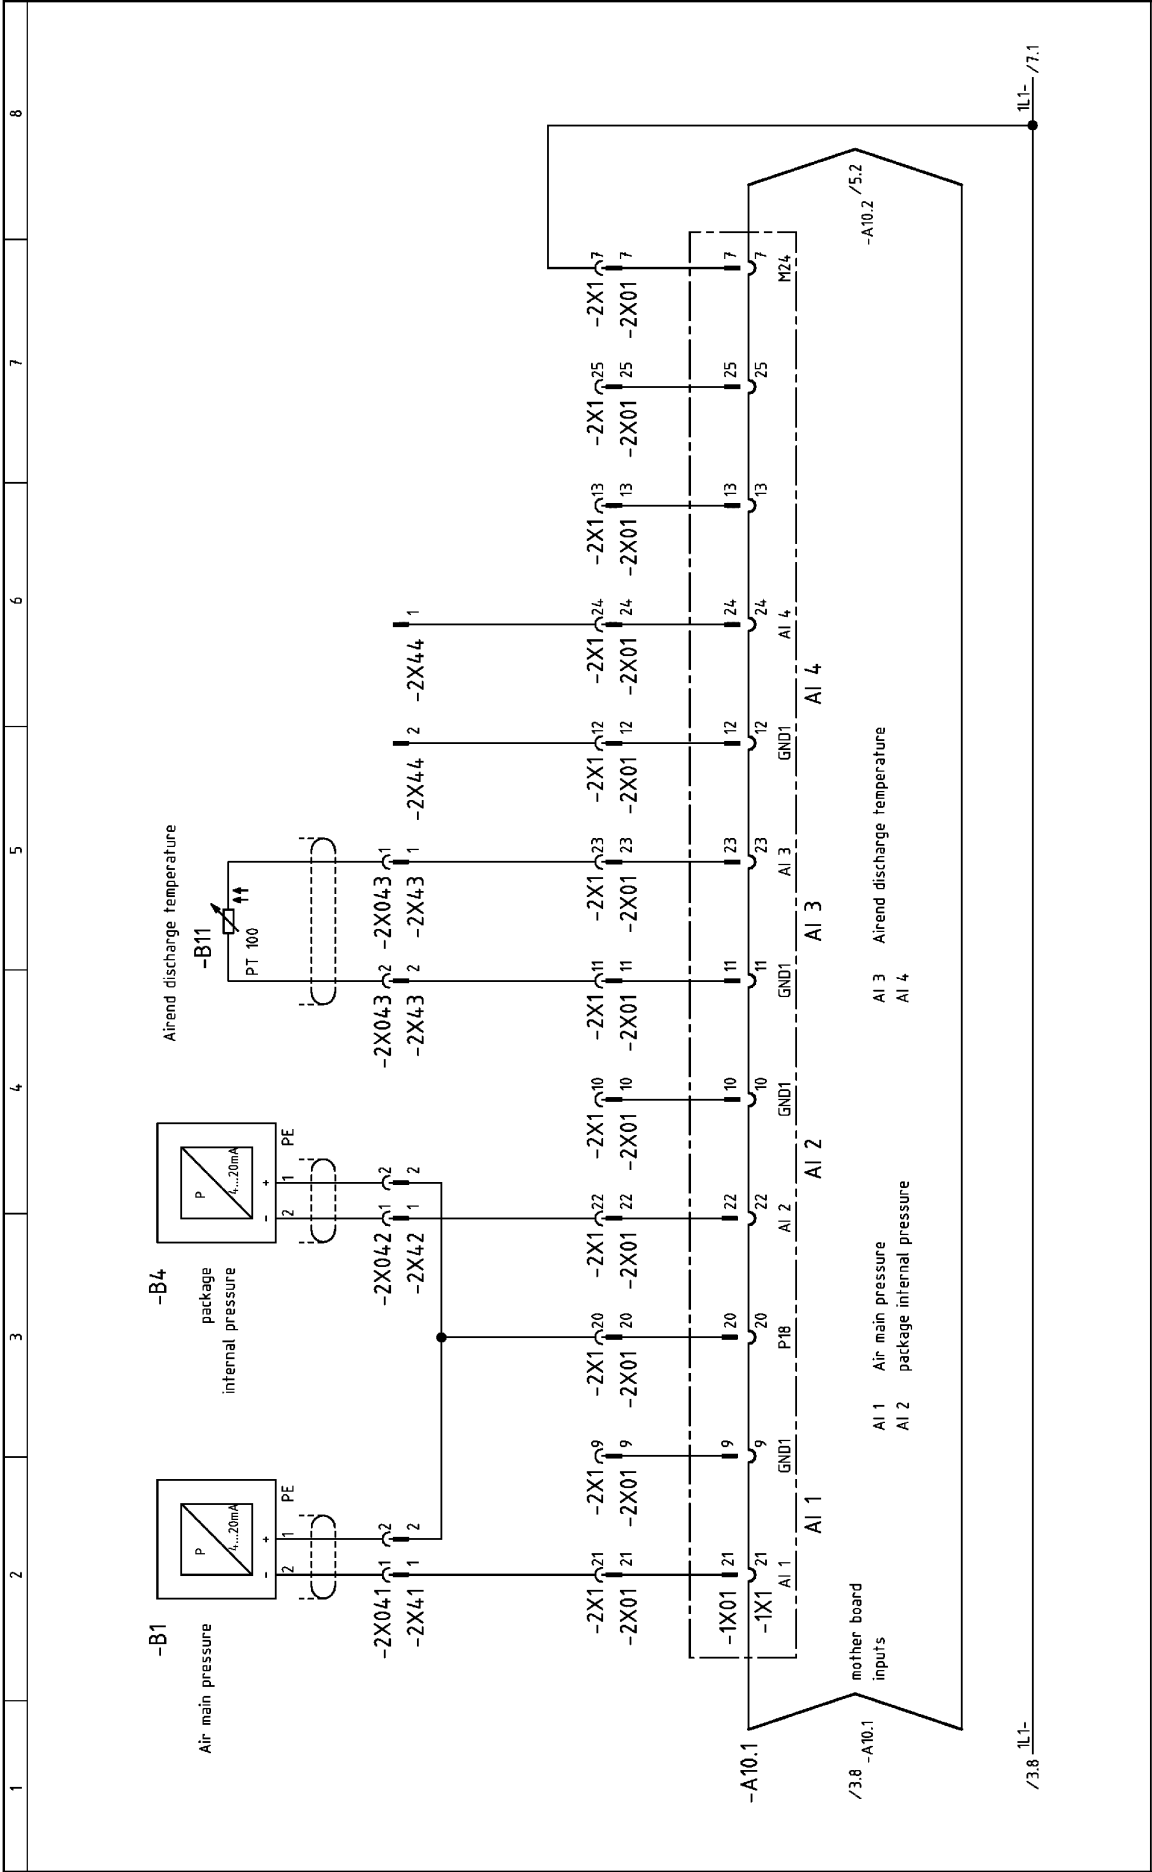 1 2 3 4 5 6 7 8
-B1
Air main pressure
P
4...20mA
- +
2 1 PE
-B4
package
internal pressure
P
4...20mA
- +
2 1 PE
Airend discharge temperature
-B11
PT 100
-2X041 1 2
-2X41 1 2
-2X042 1 2
-2X42 1 2
-2X043 2
-2X43 2
-2X043 1
-2X43 1
-2X44 2
-2X44 1
-2X1 21
-2X01 21
-2X1 9
-2X01 9
-2X1 20
-2X01 20
-2X1 22
-2X01 22
-2X1 10
-2X01 10
-2X1 11
-2X01 11
-2X1 23
-2X01 23
-2X1 12
-2X01 12
-2X1 24
-2X01 24
-2X1 13
-2X01 13
-2X1 25
-2X01 25
-2X1 7
-2X01 7
-1X01 21 9 20 22 10 11 23 12 24 13 25 7
-A10.1
-1X1 21 9 20 22 10 11 23 12 24 13 25 7
AI 1 GND1 P18 AI 2 GND1 GND1 AI 3 GND1 AI 4 M24
AI 1 AI 2 AI 3 AI 4
mother board
inputs
/3.8 -A10.1
-A10.2 /5.2
AI 1 Air main pressure
AI 2 package internal pressure
AI 3 Airend discharge temperature
AI 4
/3.8 1L1-
1L1- /7.1